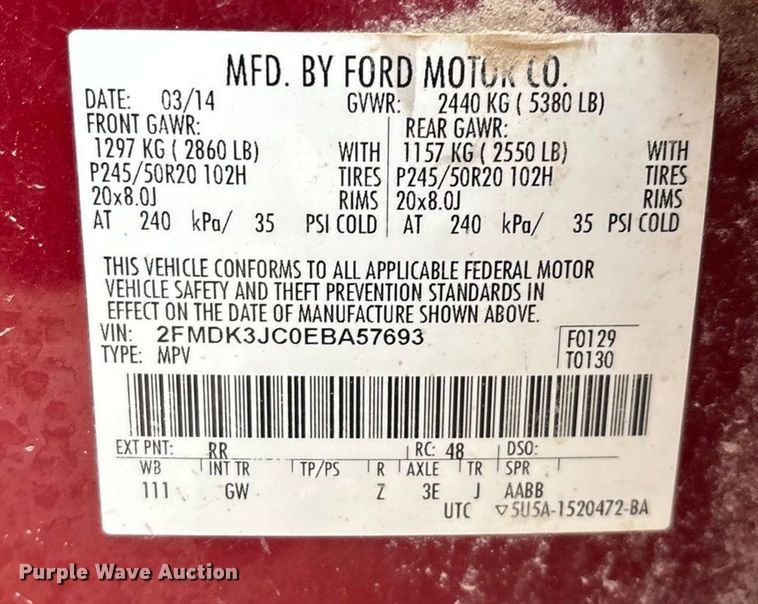 MFD. BY FORD MOTOR CO.
DATE: 03/14 GVWR: 2440 KG ( 5380 LB)
FRONT GAWR: REAR GAWR:
1297 KG ( 2860 LB) WITH 1157 KG ( 2550 LB) WITH
P245/50R20 102H TIRES P245/50R20 102H TIRES
20x8.0J RIMS 20x8.0J RIMS
AT 240 kPa/ 35 PSI COLD AT 240 kPa/ 35 PSI COLD
THIS VEHICLE CONFORMS TO ALL APPLICABLE FEDERAL MOTOR
VEHICLE SAFETY AND THEFT PREVENTION STANDARDS IN
EFFECT ON THE DATE OF MANUFACTURE SHOWN ABOVE.
VIN: 2FMDK3JC0EBA57693 F0129
TYPE: MPV T0130
EXT PNT: RR RC: 48 DSO:
WB INT TR TP/PS R AXLE TR SPR
111 GW Z 3E J AABB
UTC ▽5U5A-1520472-BA
Purple Wave Auction